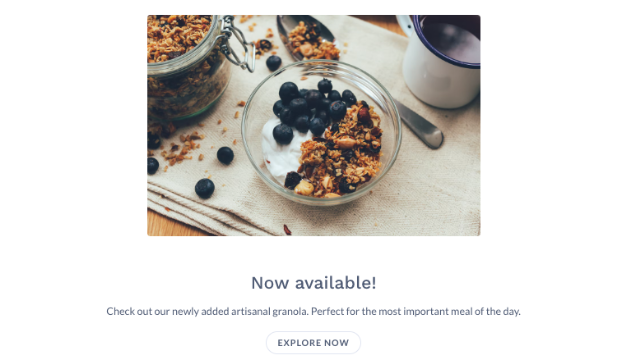 Now available!
Check out our newly added artisanal granola. Perfect for the most important meal of the day.
EXPLORE NOW